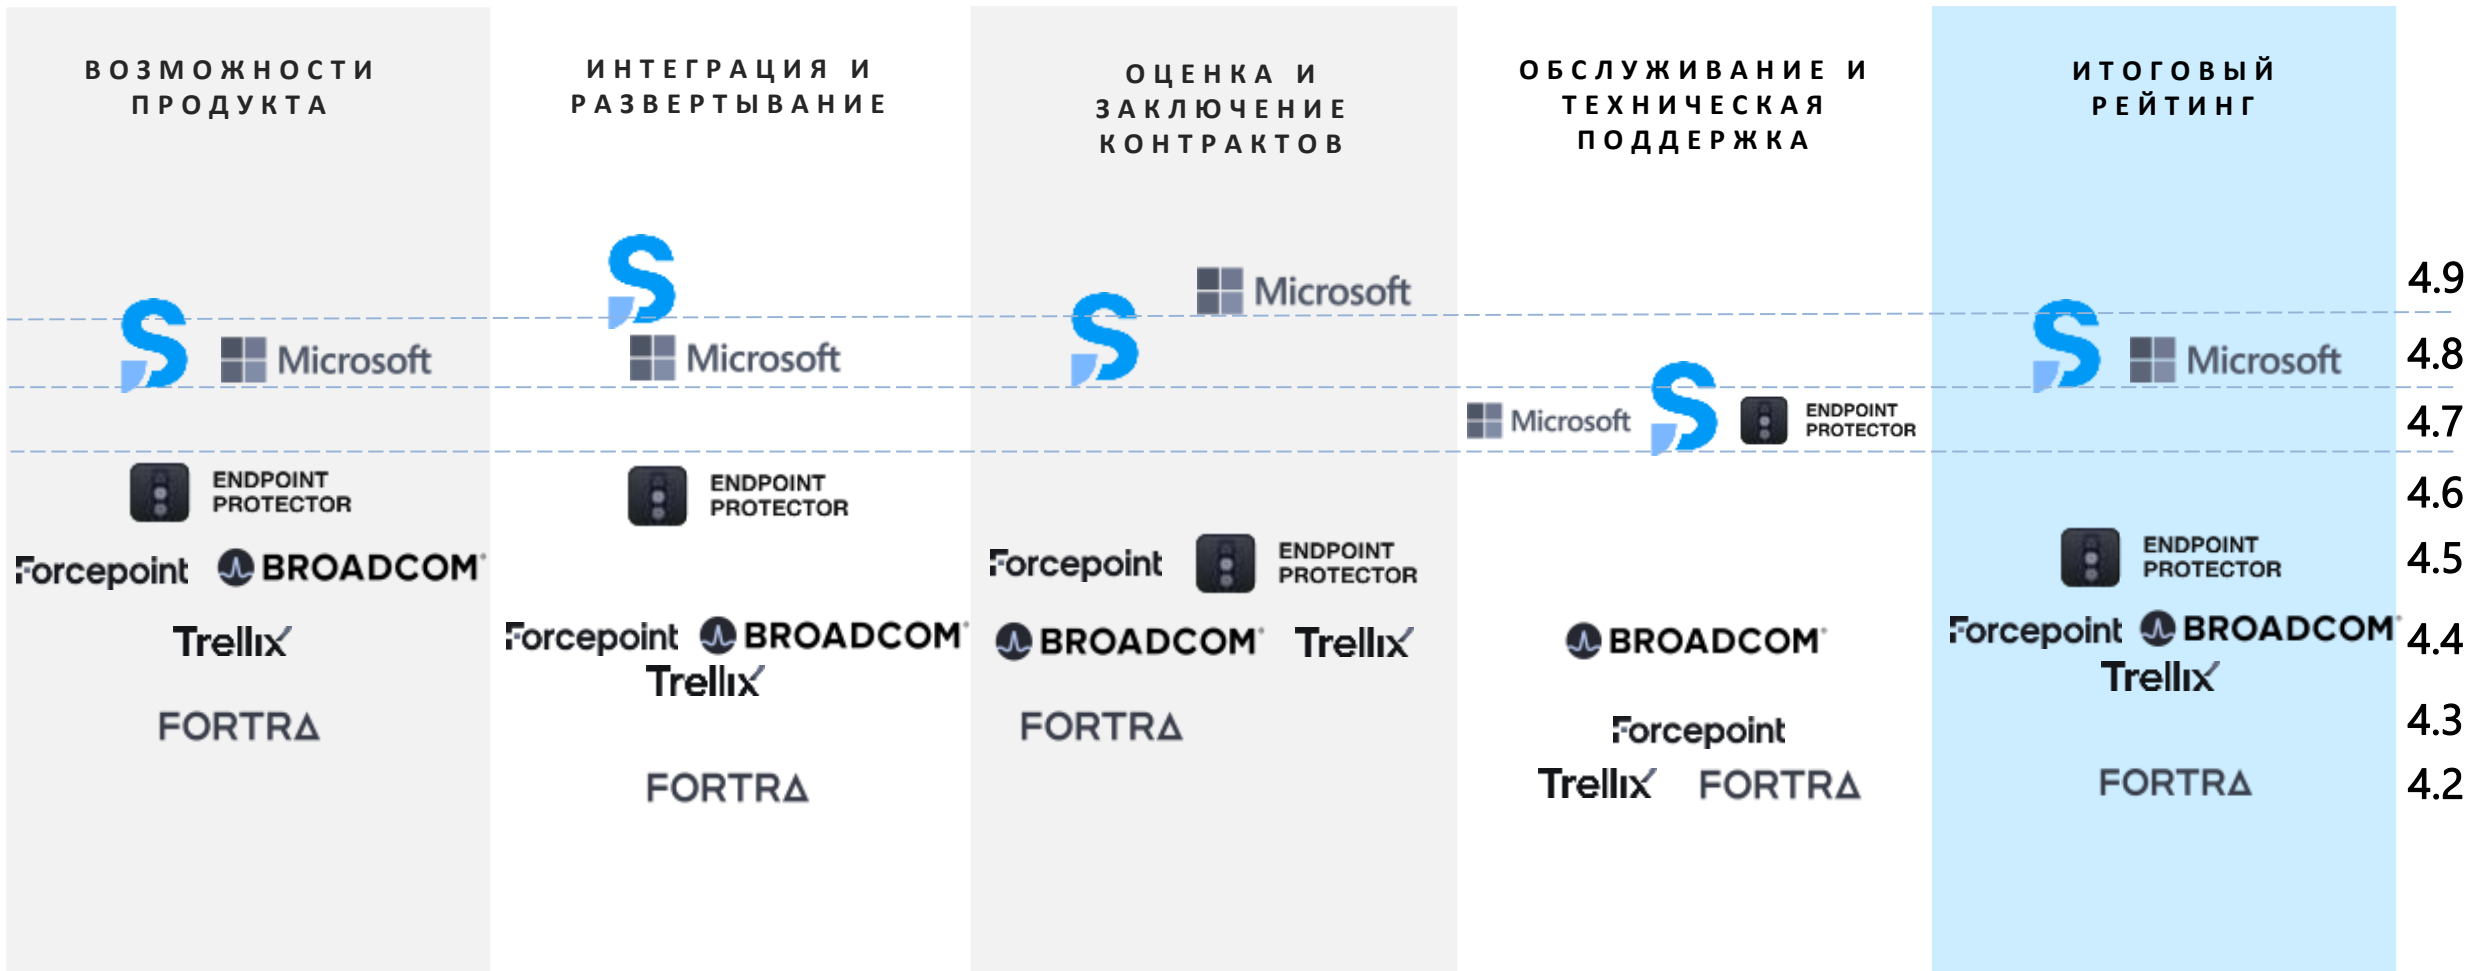 ВОЗМОЖНОСТИ
ПРОДУКТА
ИНТЕГРАЦИЯ И
РАЗВЕРТЫВАНИЕ
ОЦЕНКА И
ЗАКЛЮЧЕНИЕ
КОНТРАКТОВ
ОБСЛУЖИВАНИЕ И
ТЕХНИЧЕСКАЯ
ПОДДЕРЖКА
ИТОГОВЫЙ
РЕЙТИНГ
Microsoft
ENDPOINT
PROTECTOR
Forcepoint
BROADCOM
Trellix
FORTRA
Microsoft
ENDPOINT
PROTECTOR
Forcepoint
BROADCOM
Trellix
FORTRA
Microsoft
Forcepoint
ENDPOINT
PROTECTOR
BROADCOM
Trellix
FORTRA
Microsoft
ENDPOINT
PROTECTOR
BROADCOM
Forcepoint
Trellix
FORTRA
Microsoft
ENDPOINT
PROTECTOR
Forcepoint
BROADCOM
Trellix
FORTRA
4.9
4.8
4.7
4.6
4.5
4.4
4.3
4.2